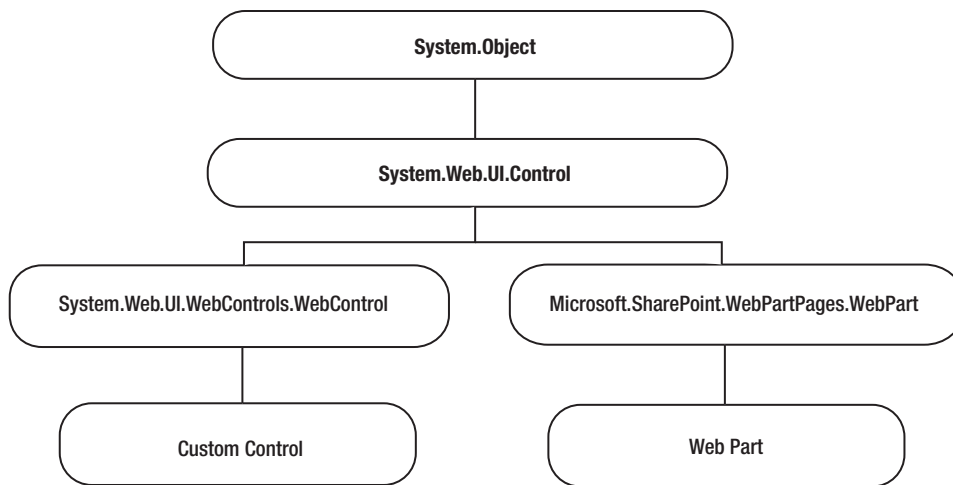 System.Object
System.Web.UI.Control
System.Web.UI.WebControls.WebControl
Microsoft.SharePoint.WebPartPages.WebPart
Custom Control
Web Part